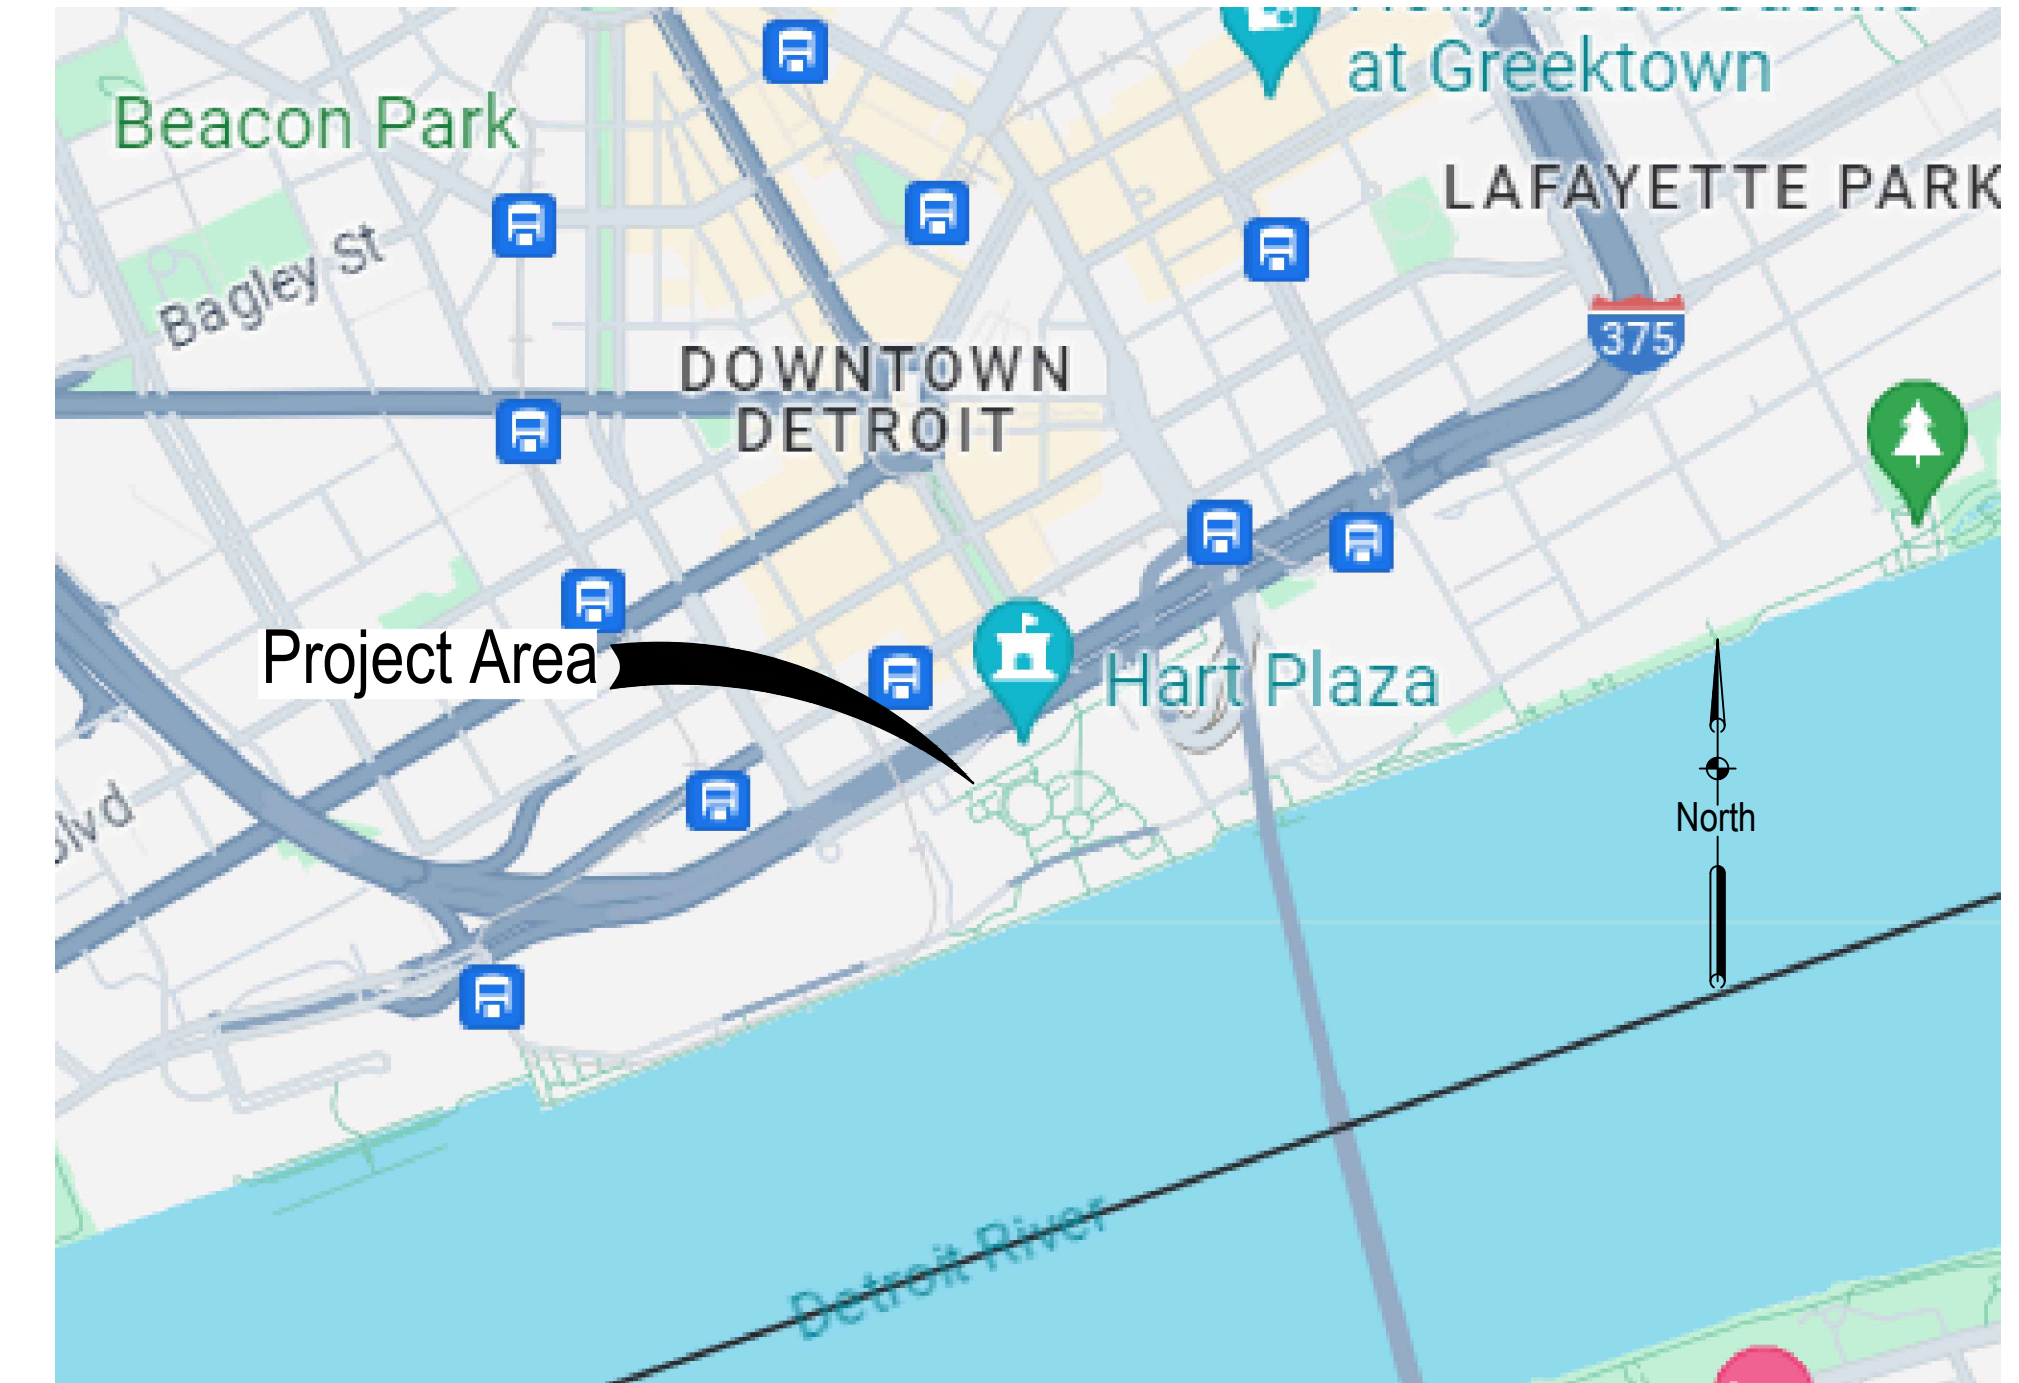 at Greektown
Beacon Park
LAFAYETTE PARK
Bagley St
375
DOWNTOWN
DETROIT
Project Area
Hart Plaza
North
Detroit River